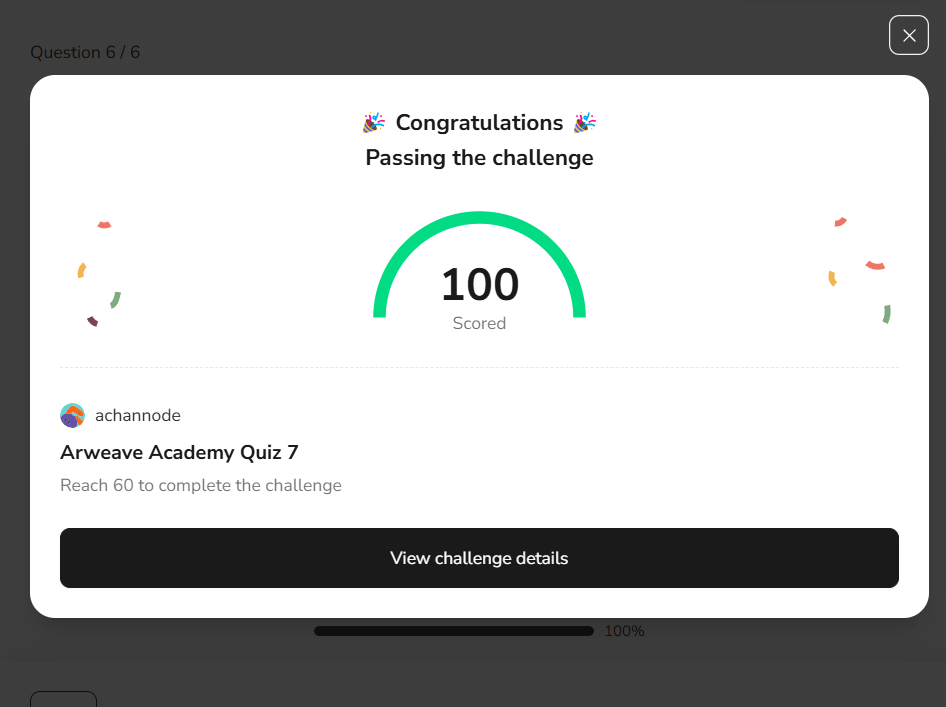 Question 6 / 6
🎉 Congratulations 🎉
Passing the challenge
100
Scored
achannode
Arweave Academy Quiz 7
Reach 60 to complete the challenge
View challenge details
100%